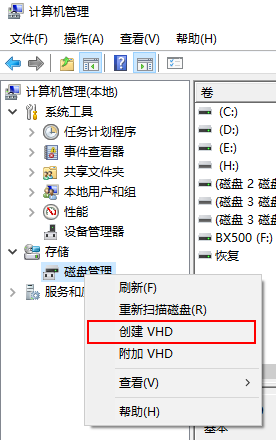 计算机管理
文件(F) 操作(A) 查看(V) 帮助(H)
计算机管理(本地)
系统工具
任务计划程序
事件查看器
共享文件夹
本地用户和组
性能
设备管理器
存储
磁盘管理
服务和
卷
(C:)
(D:)
(E:)
(H:)
(磁盘 2 磁
(磁盘 3 磁
(磁盘 3 磁
BX500 (F:)
恢复
刷新(F)
重新扫描磁盘(R)
创建 VHD
附加 VHD
查看(V)
帮助(H)
基本